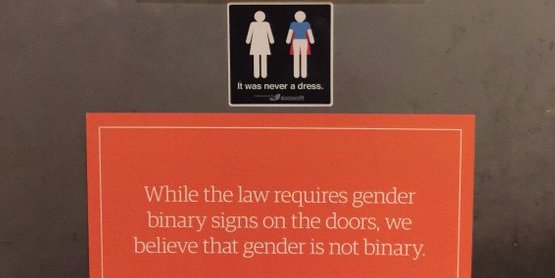 It was never a dress.
axosoft
While the law requires gender
binary signs on the doors, we
believe that gender is not binary.